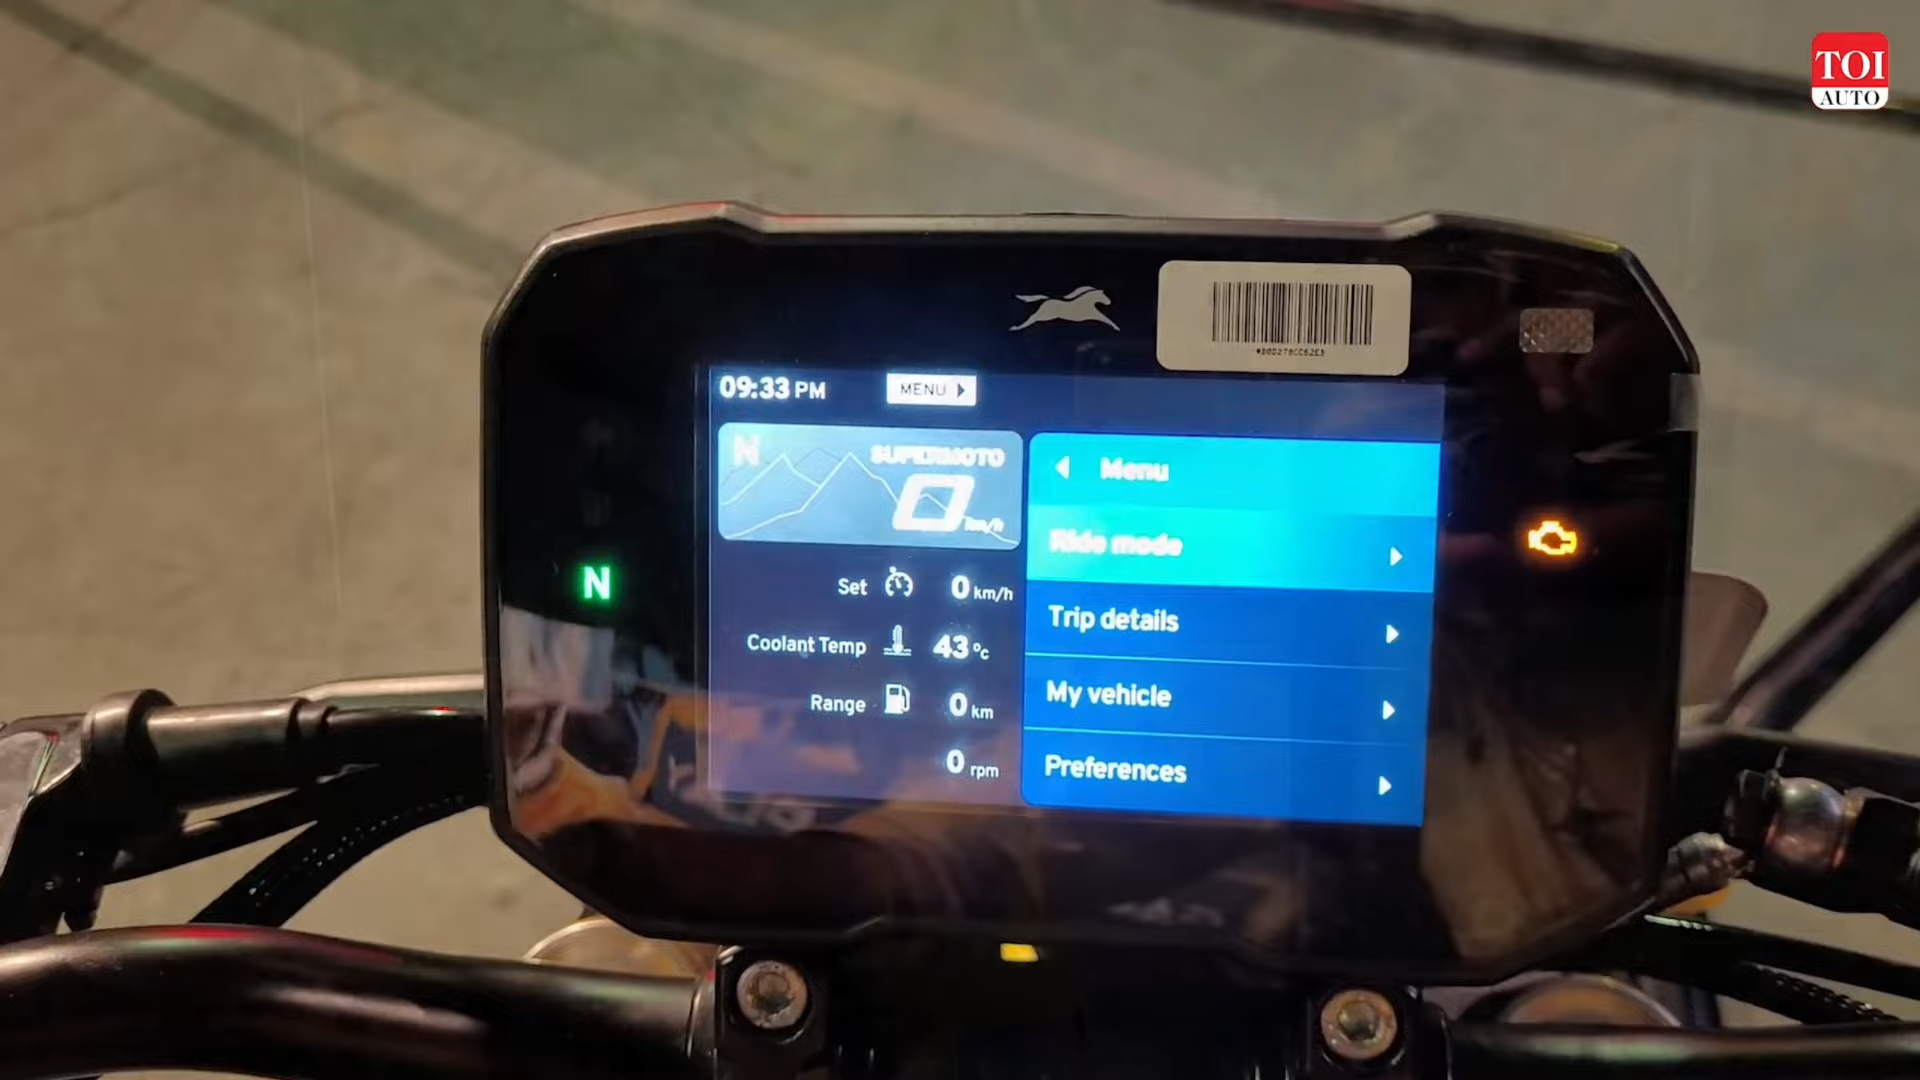 TOI
AUTO
09:33 PM
MENU
N
SUPERMOTO
0 km/h
Menu
Ride mode
Trip details
My vehicle
Preferences
Set 0 km/h
Coolant Temp 43 °c
Range 0 km
0 rpm
N